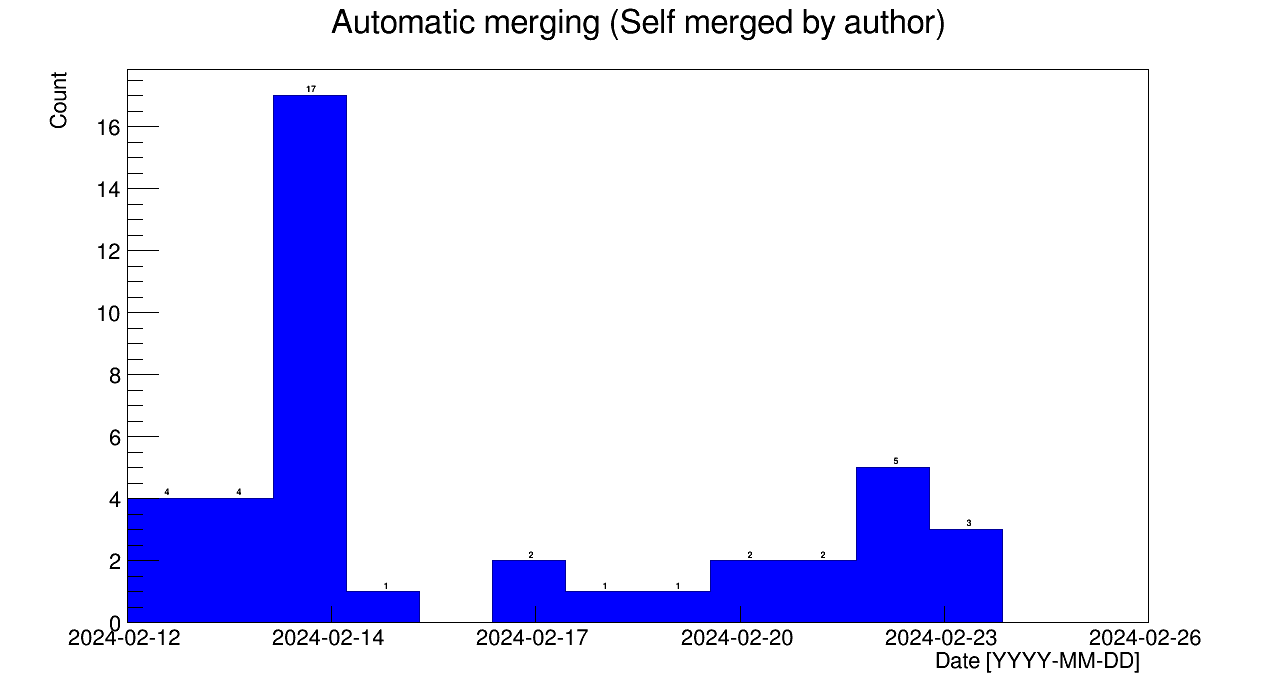 Automatic merging (Self merged by author)
Count
17
16
14
12
10
8
6
5
4 4
4
3
2 2 2
2
1 1 1
0
2024-02-12 2024-02-14 2024-02-17 2024-02-20 2024-02-23 2024-02-26
Date [YYYY-MM-DD]